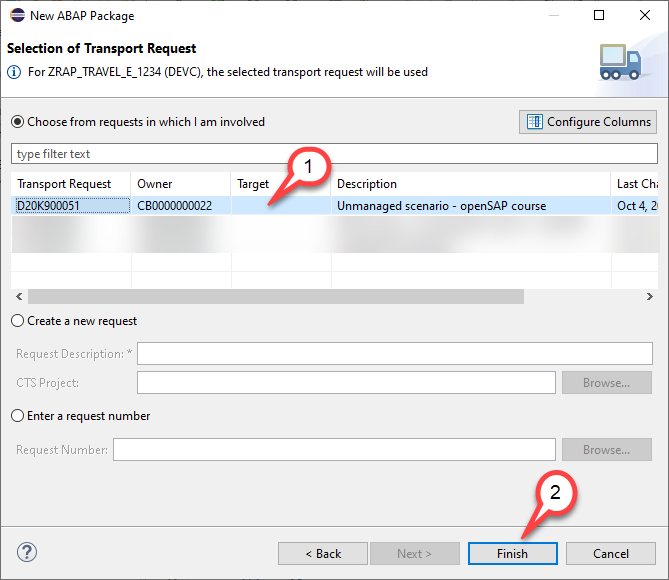 New ABAP Package
Selection of Transport Request
For ZRAP_TRAVEL_E_1234 (DEVC), the selected transport request will be used
Choose from requests in which I am involved
Configure Columns
type filter text
1
Transport Request Owner Target Description Last Cha
D20K900051 CB0000000022 Unmanaged scenario - openSAP course Oct 4, 20
Create a new request
Request Description: *
CTS Project: Browse...
Enter a request number
Request Number: Browse...
2
? < Back Next > Finish Cancel